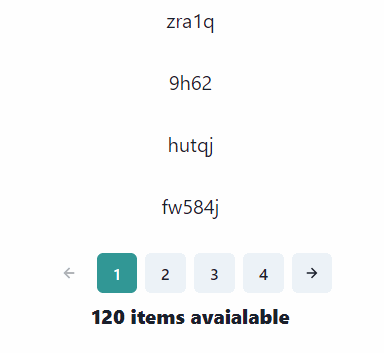 zra1q
9h62
hutqj
fw584j
← 1 2 3 4 →
120 items avaialable